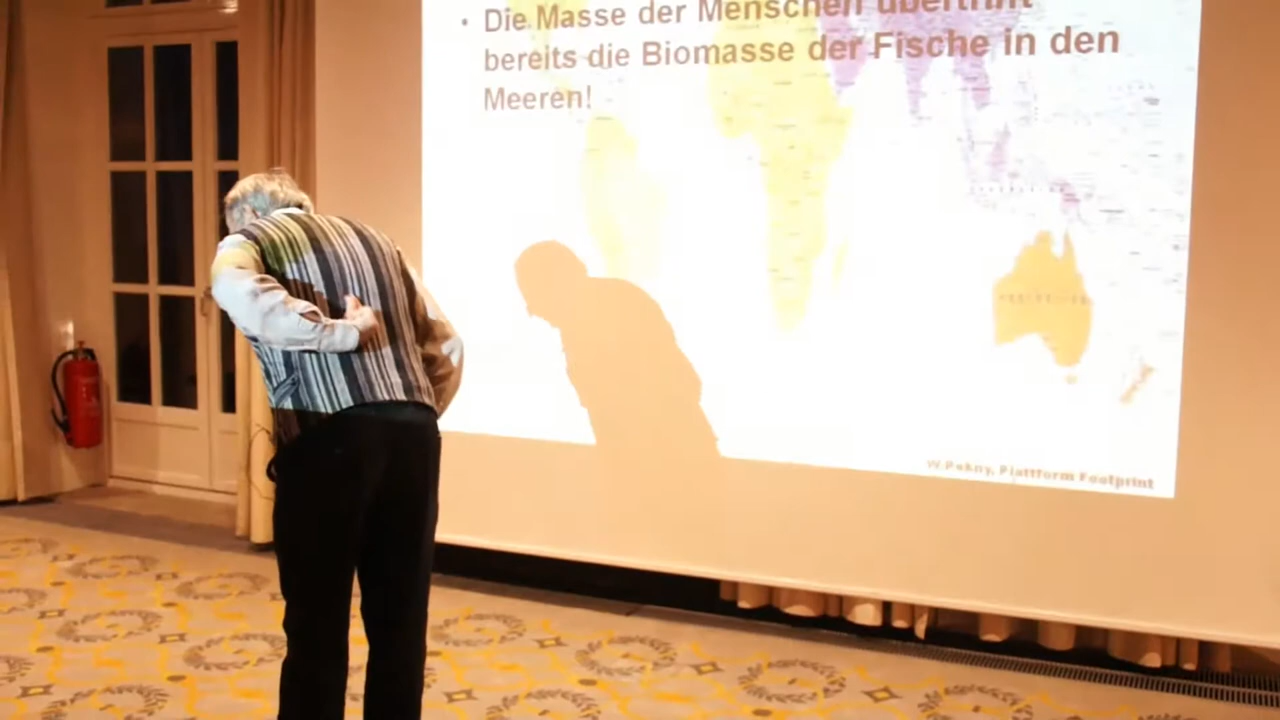 • Die Masse der Menschen übertrifft
bereits die Biomasse der Fische in den
Meeren!
W.Pekny, Plattform Footprint